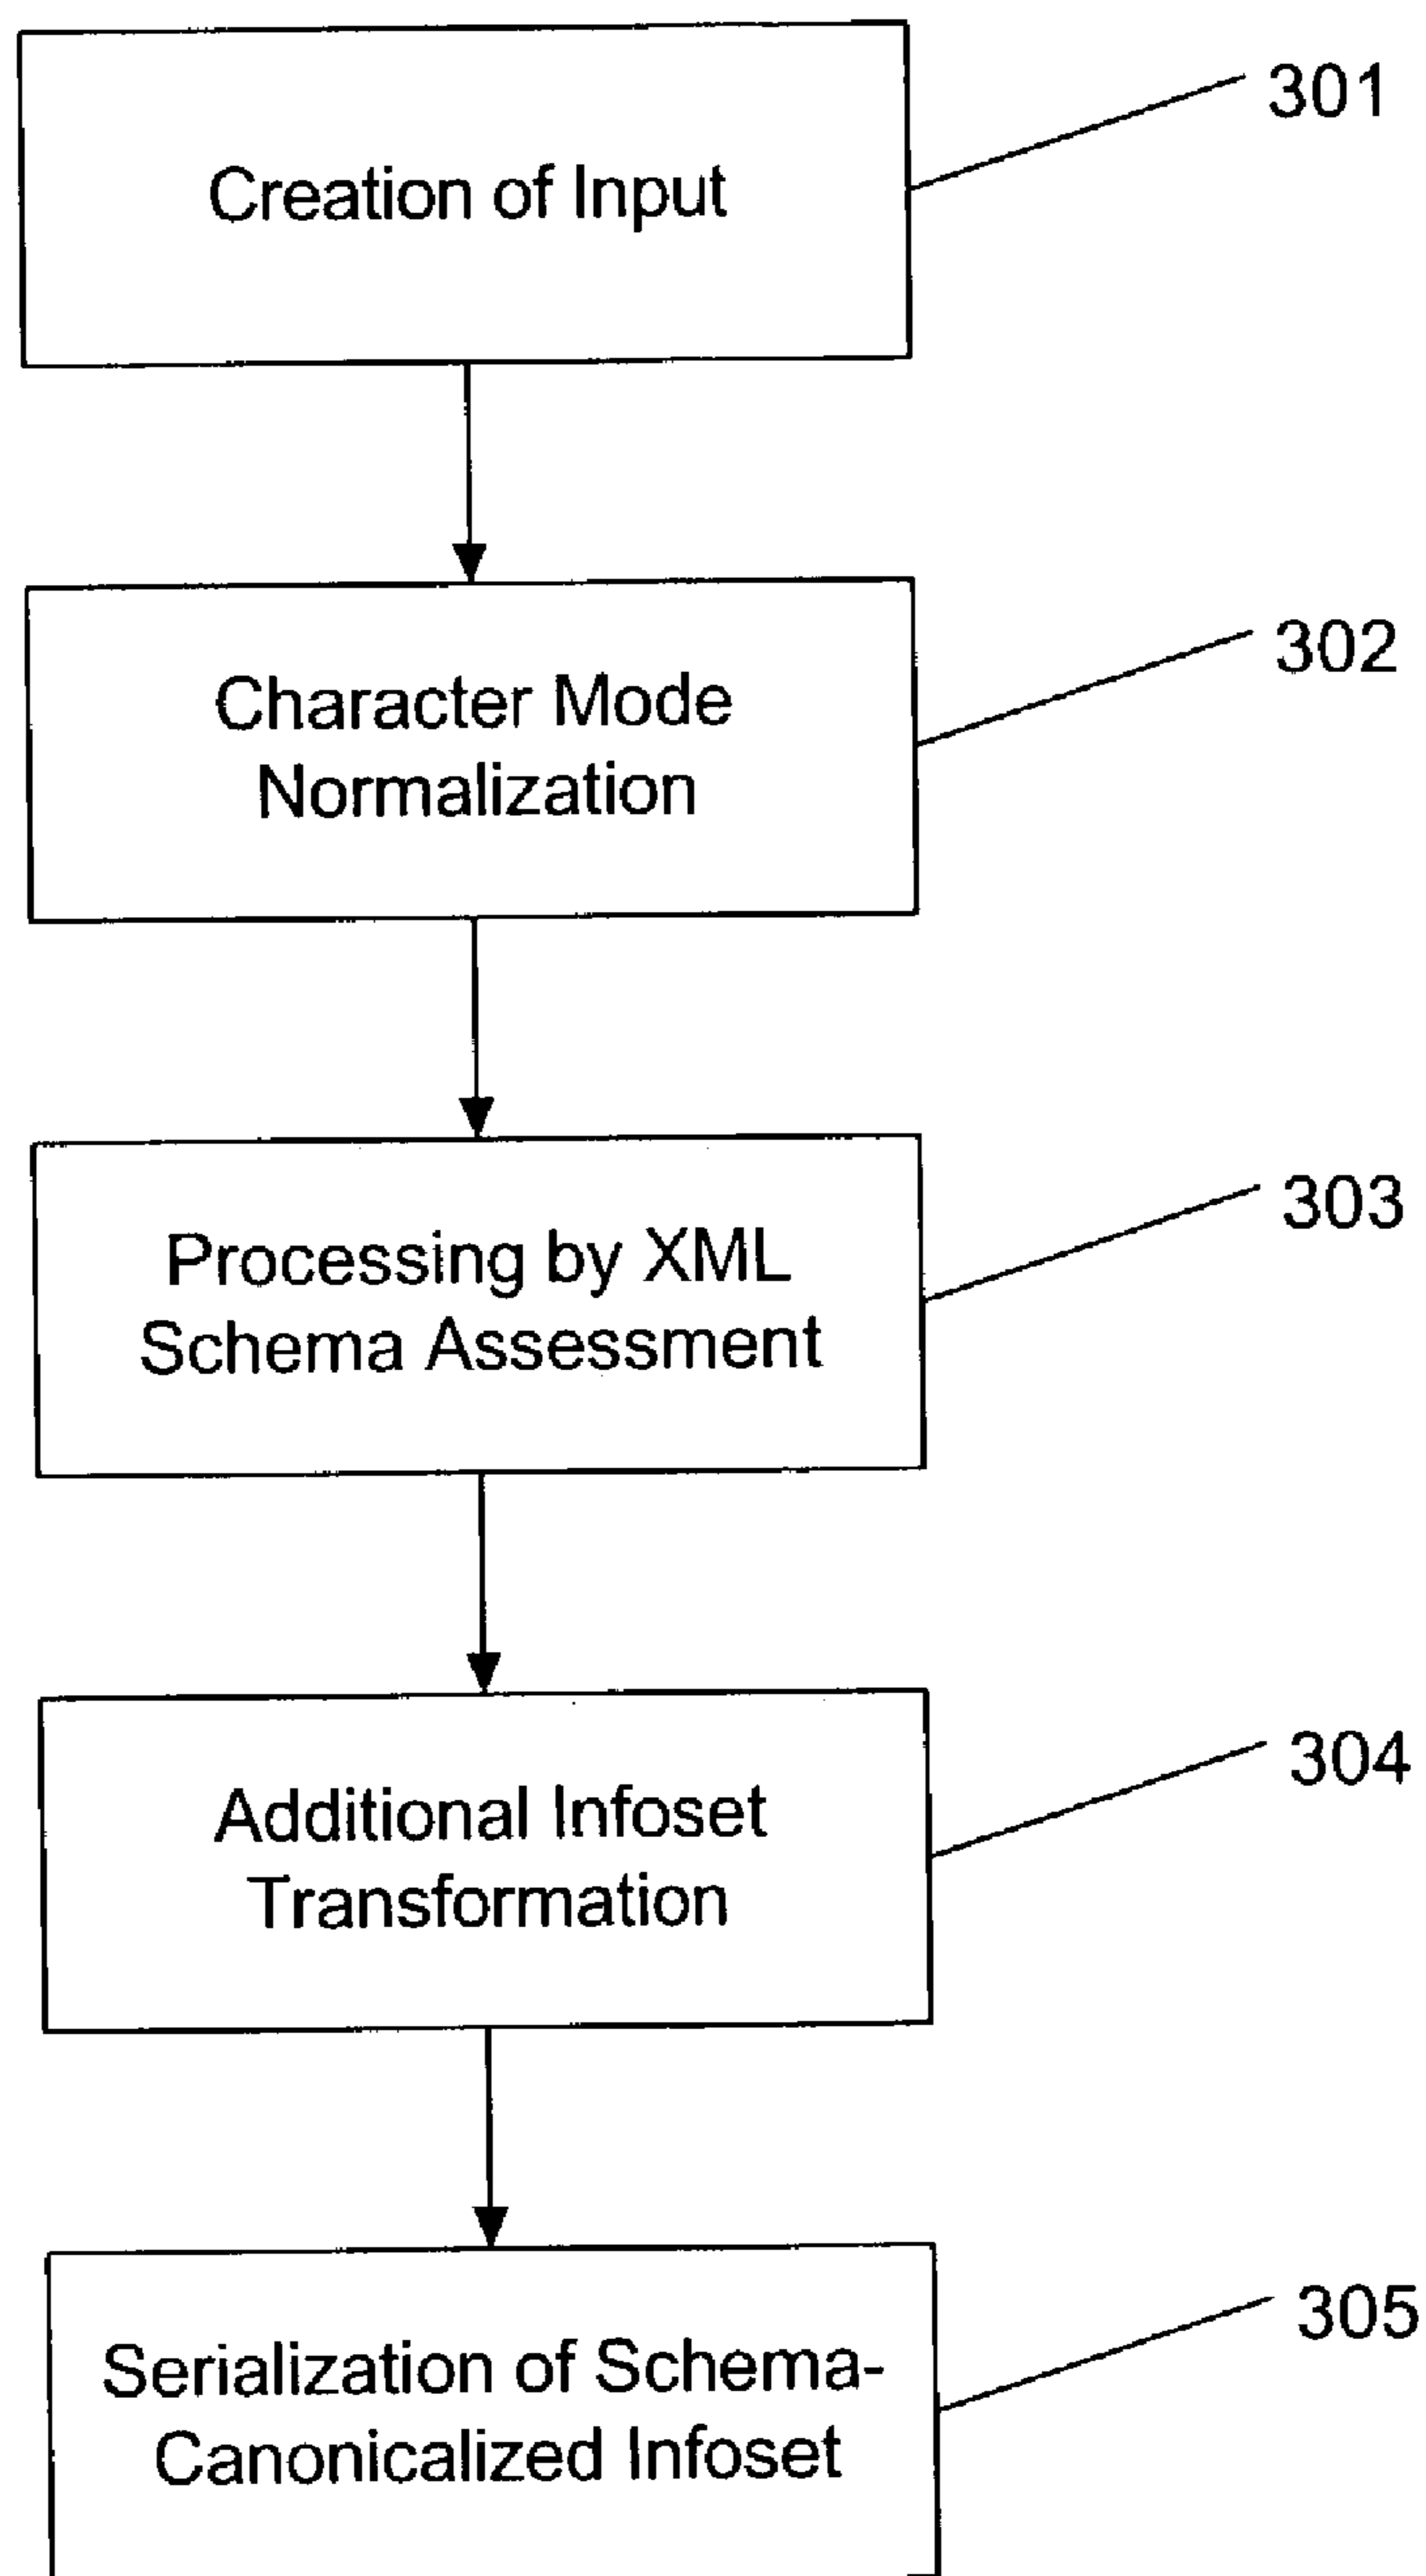 Creation of Input
301
Character Mode
Normalization
302
Processing by XML
Schema Assessment
303
Additional Infoset
Transformation
304
Serialization of Schema-
Canonicalized Infoset
305